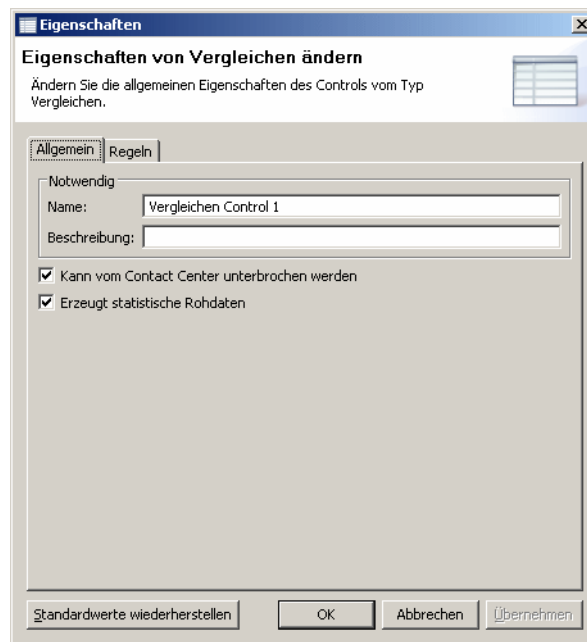 Eigenschaften
Eigenschaften von Vergleichen ändern
Ändern Sie die allgemeinen Eigenschaften des Controls vom Typ
Vergleichen.
Allgemein Regeln
Notwendig
Name: Vergleichen Control 1
Beschreibung:
Kann vom Contact Center unterbrochen werden
Erzeugt statistische Rohdaten
Standardwerte wiederherstellen OK Abbrechen Übernehmen